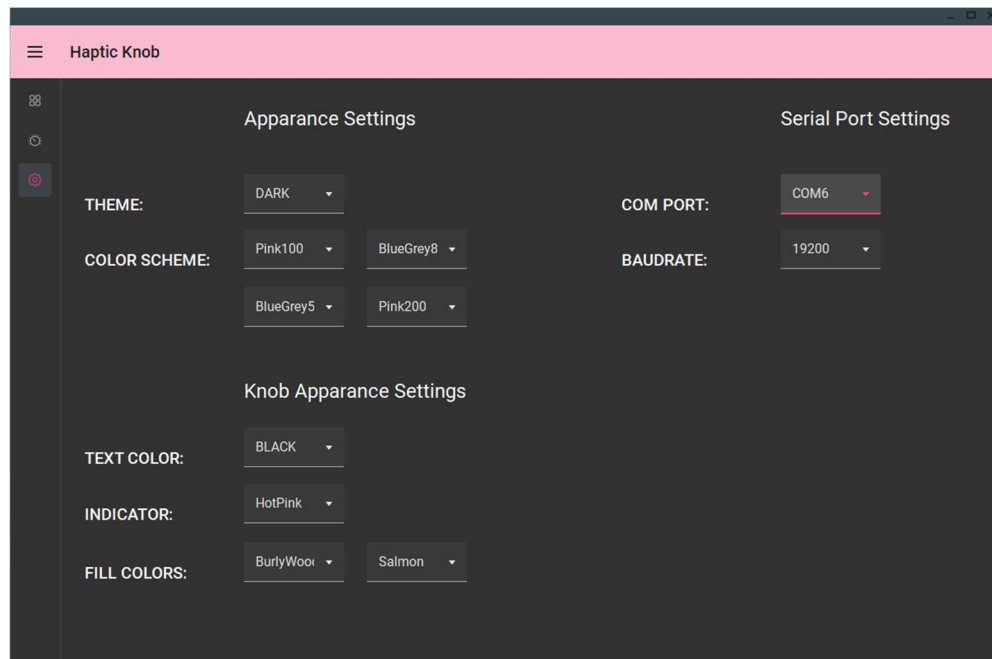 Haptic Knob
Apparance Settings
Serial Port Settings
THEME: DARK
COM PORT: COM6
COLOR SCHEME: Pink100 BlueGrey8
BAUDRATE: 19200
BlueGrey5 Pink200
Knob Apparance Settings
TEXT COLOR: BLACK
INDICATOR: HotPink
FILL COLORS: BurlyWoo Salmon